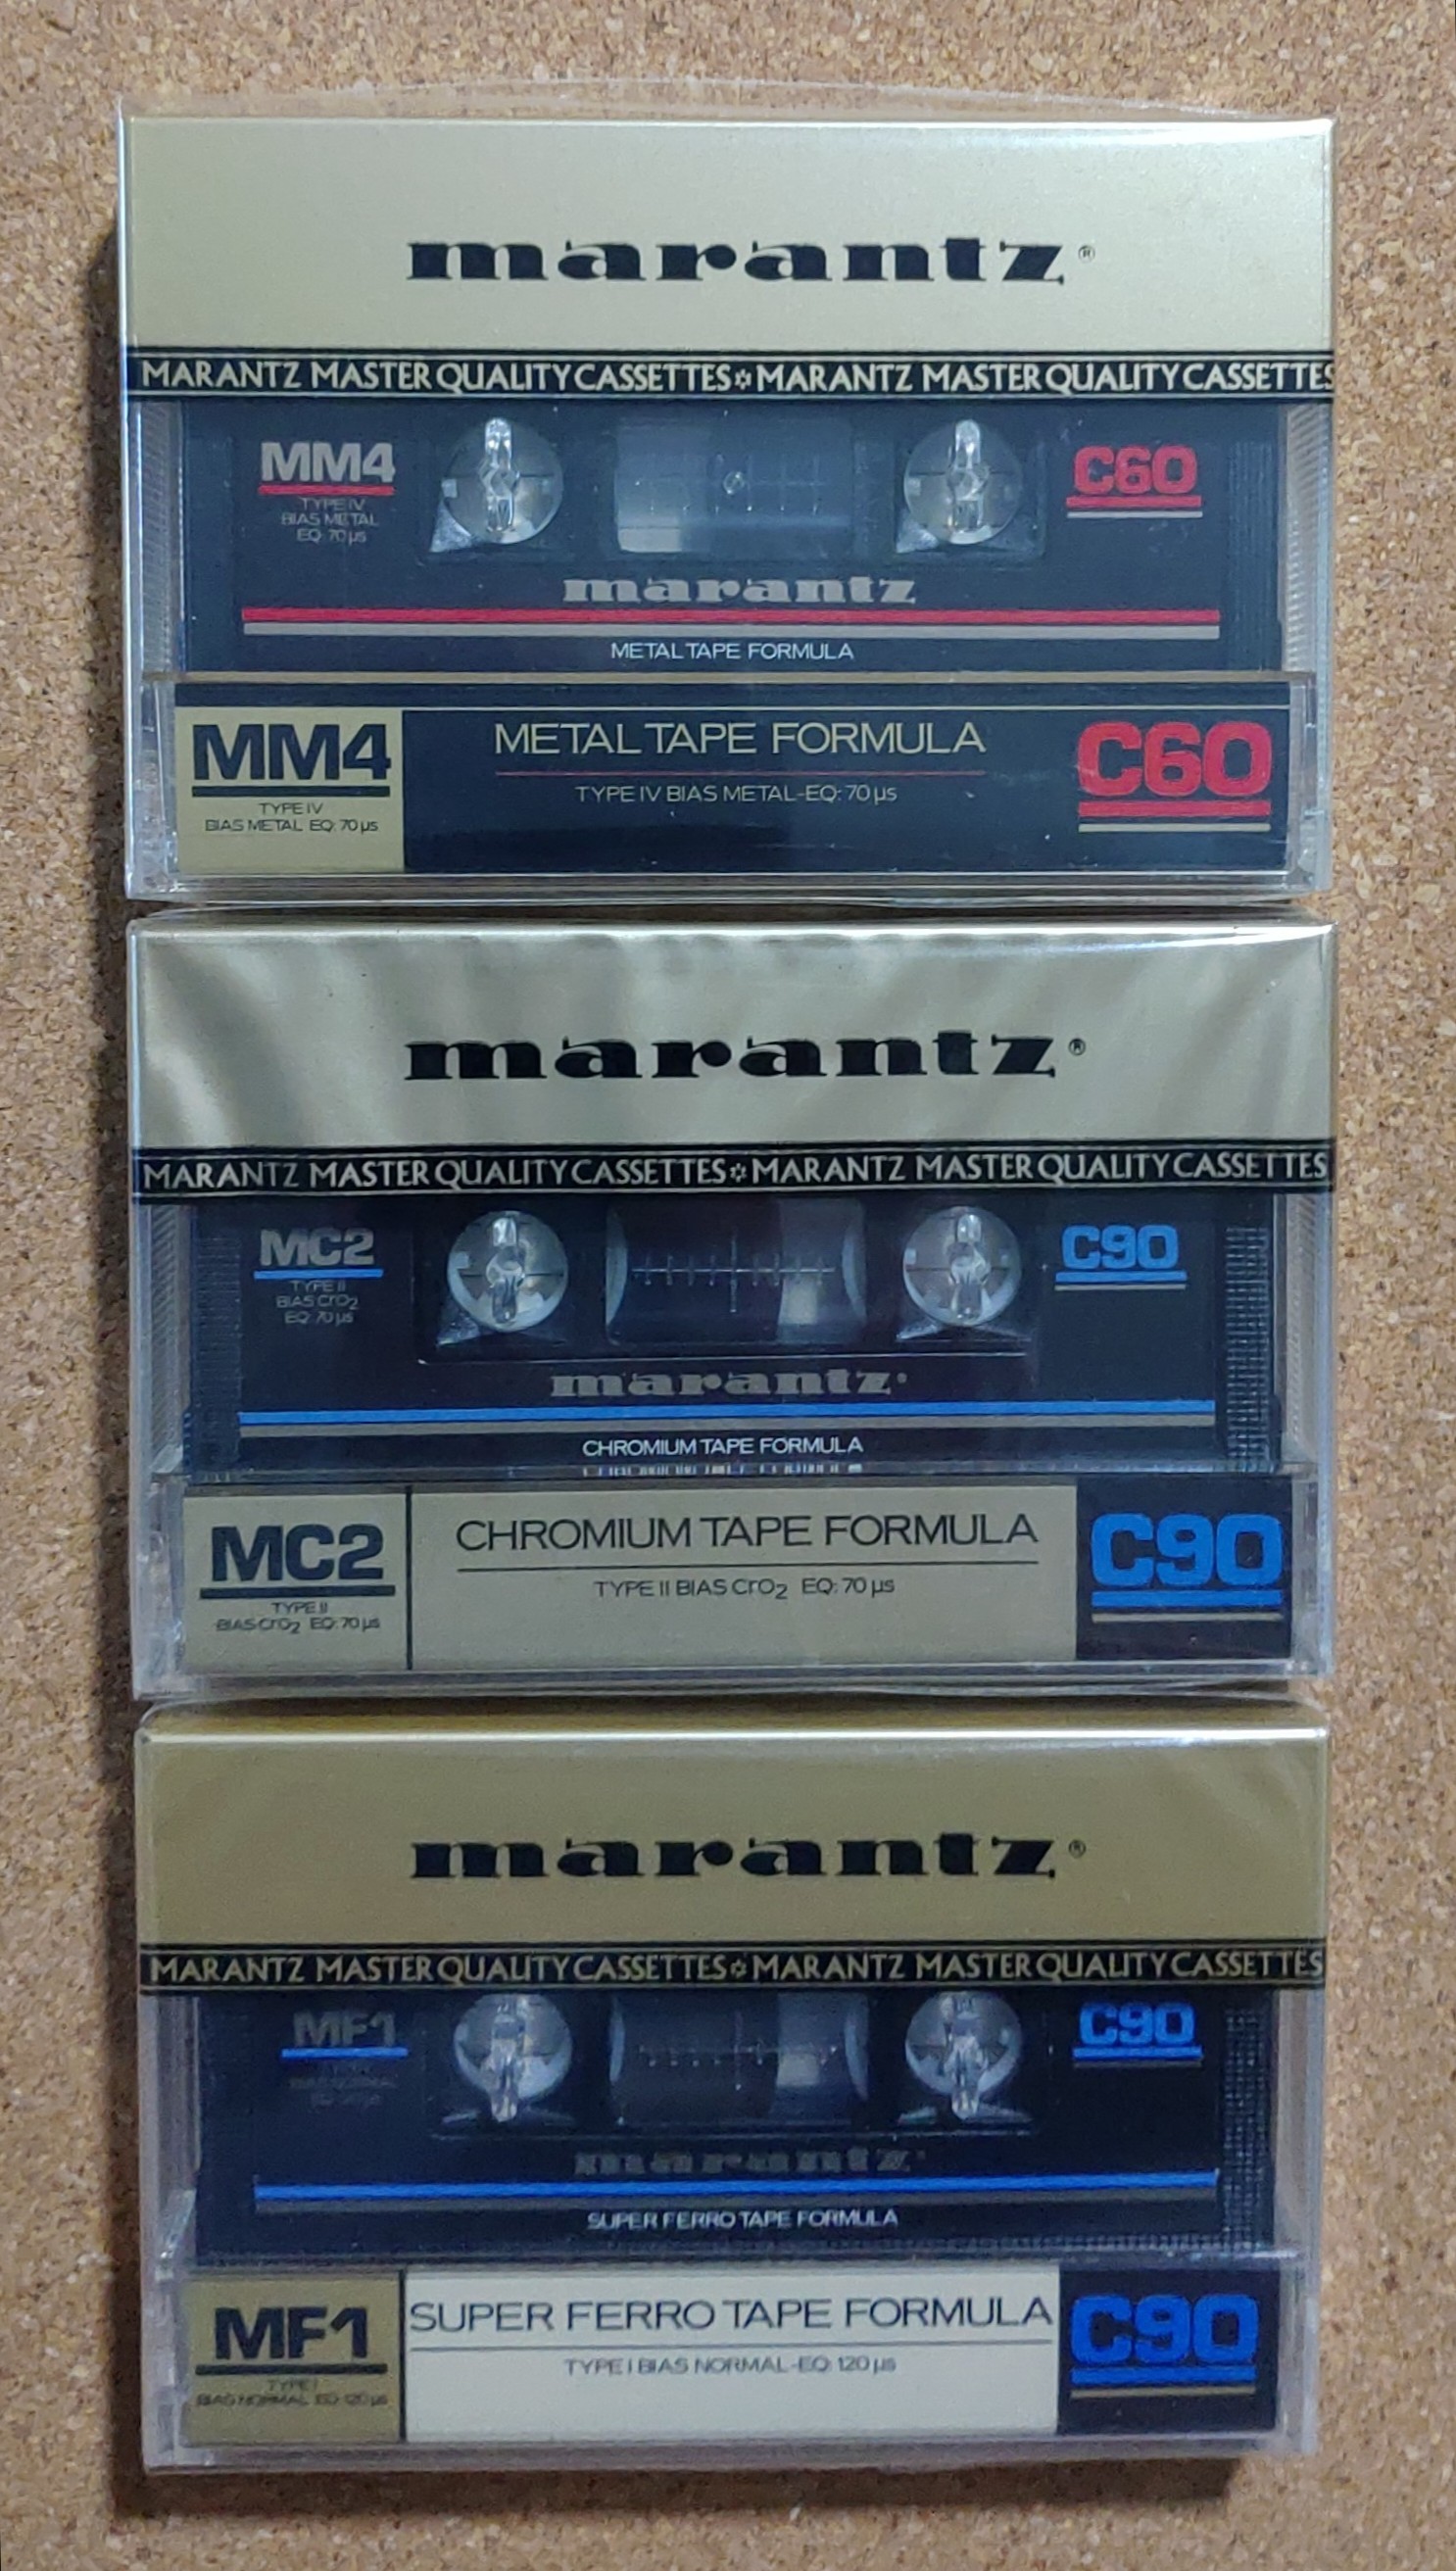 marantz®
MARANTZ MASTER QUALITY CASSETTES✡MARANTZ MASTER QUALITY CASSETTES
MM4
C60
TYPE IV
BIAS METAL
EQ: 70 µs
marantz
METAL TAPE FORMULA
MM4
METAL TAPE FORMULA
C60
TYPE IV BIAS METAL-EQ: 70 µs
TYPE IV
BIAS METAL EQ: 70 µs
marantz®
MARANTZ MASTER QUALITY CASSETTES✡MARANTZ MASTER QUALITY CASSETTES
MC2
C90
TYPE II
BIAS CrO2
EQ: 70 µs
marantz
CHROMIUM TAPE FORMULA
MC2
CHROMIUM TAPE FORMULA
C90
TYPE II BIAS CrO2 EQ: 70 µs
TYPE II
BIAS CrO2 EQ: 70 µs
marantz®
MARANTZ MASTER QUALITY CASSETTES✡MARANTZ MASTER QUALITY CASSETTES
MF1
C90
BIAS NORMAL
marantz
SUPER FERRO TAPE FORMULA
MF1
SUPER FERRO TAPE FORMULA
C90
TYPE I BIAS NORMAL-EQ: 120 µs
TYPE I
BIAS NORMAL EQ: 120 µs